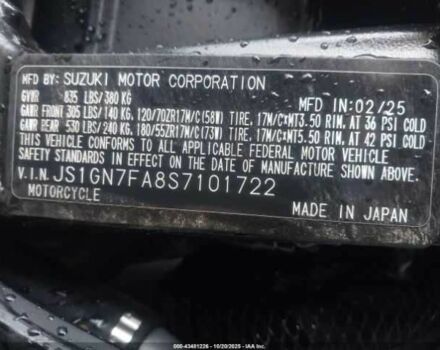 MFD BY SUZUKI MOTOR CORPORATION
GVWR 835 LBS/ 380 KG MFD IN:02/25
GAWR FRONT 305 LBS/ 140 KG, 120/70ZR17M/C(58W) TIRE, 17M/C×MT3.50 RIM, AT 36 PSI COLD
GAWR REAR 530 LBS/ 240 KG, 180/55ZR17M/C(73W) TIRE, 17M/C×MT5.50 RIM, AT 42 PSI COLD
THIS VEHICLE CONFORMS TO ALL APPLICABLE FEDERAL MOTOR VEHICLE
SAFETY STANDARDS IN EFFECT ON THE DATE OF MANUFACTURE SHOWN ABOVE
V.I.N. JS1GN7FA8S7101722
MOTORCYCLE
MADE IN JAPAN
000-43481226 - 10/20/2025 - IAAI